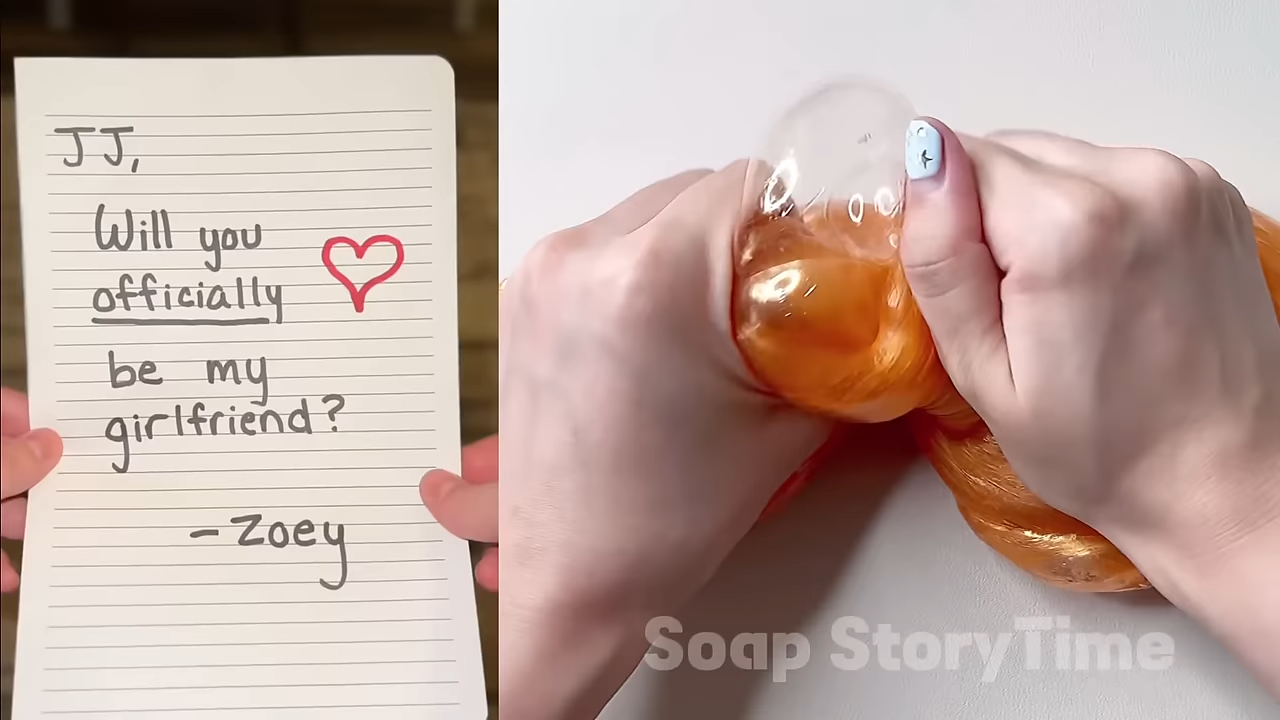 JJ,
Will you
officially
be my
girlfriend?
-Zoey
Soap StoryTime